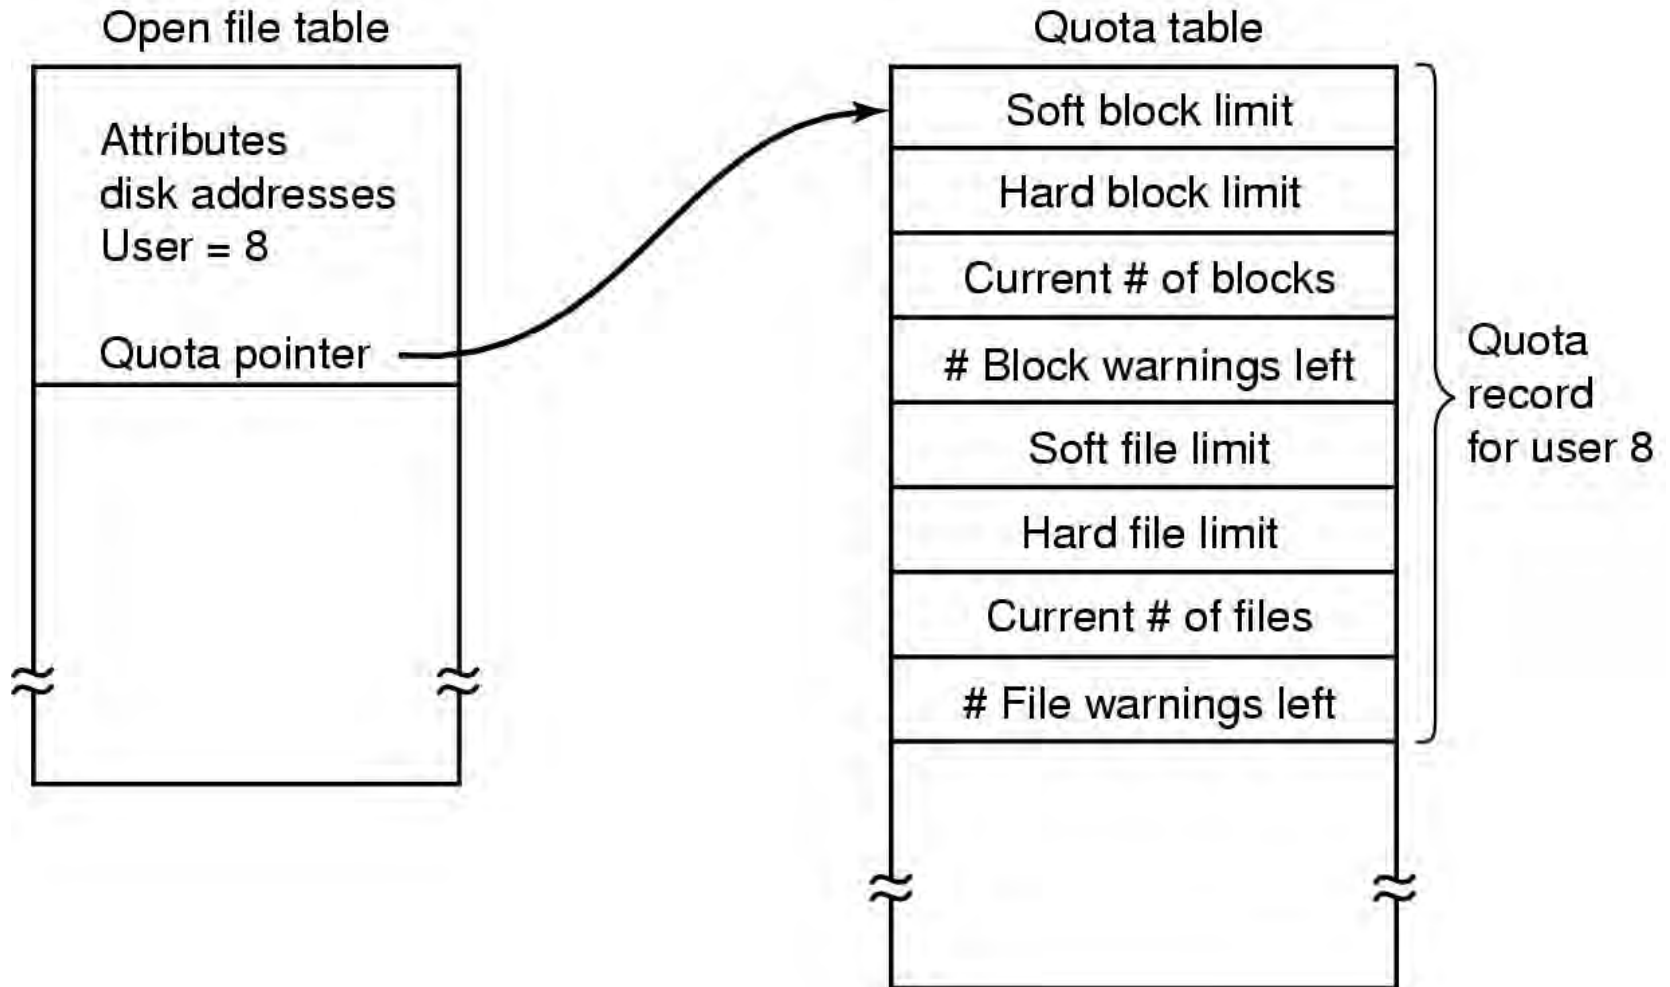 Open file table
Attributes
disk addresses
User = 8
Quota pointer
Quota table
Soft block limit
Hard block limit
Current # of blocks
# Block warnings left
Soft file limit
Hard file limit
Current # of files
# File warnings left
Quota
record
for user 8